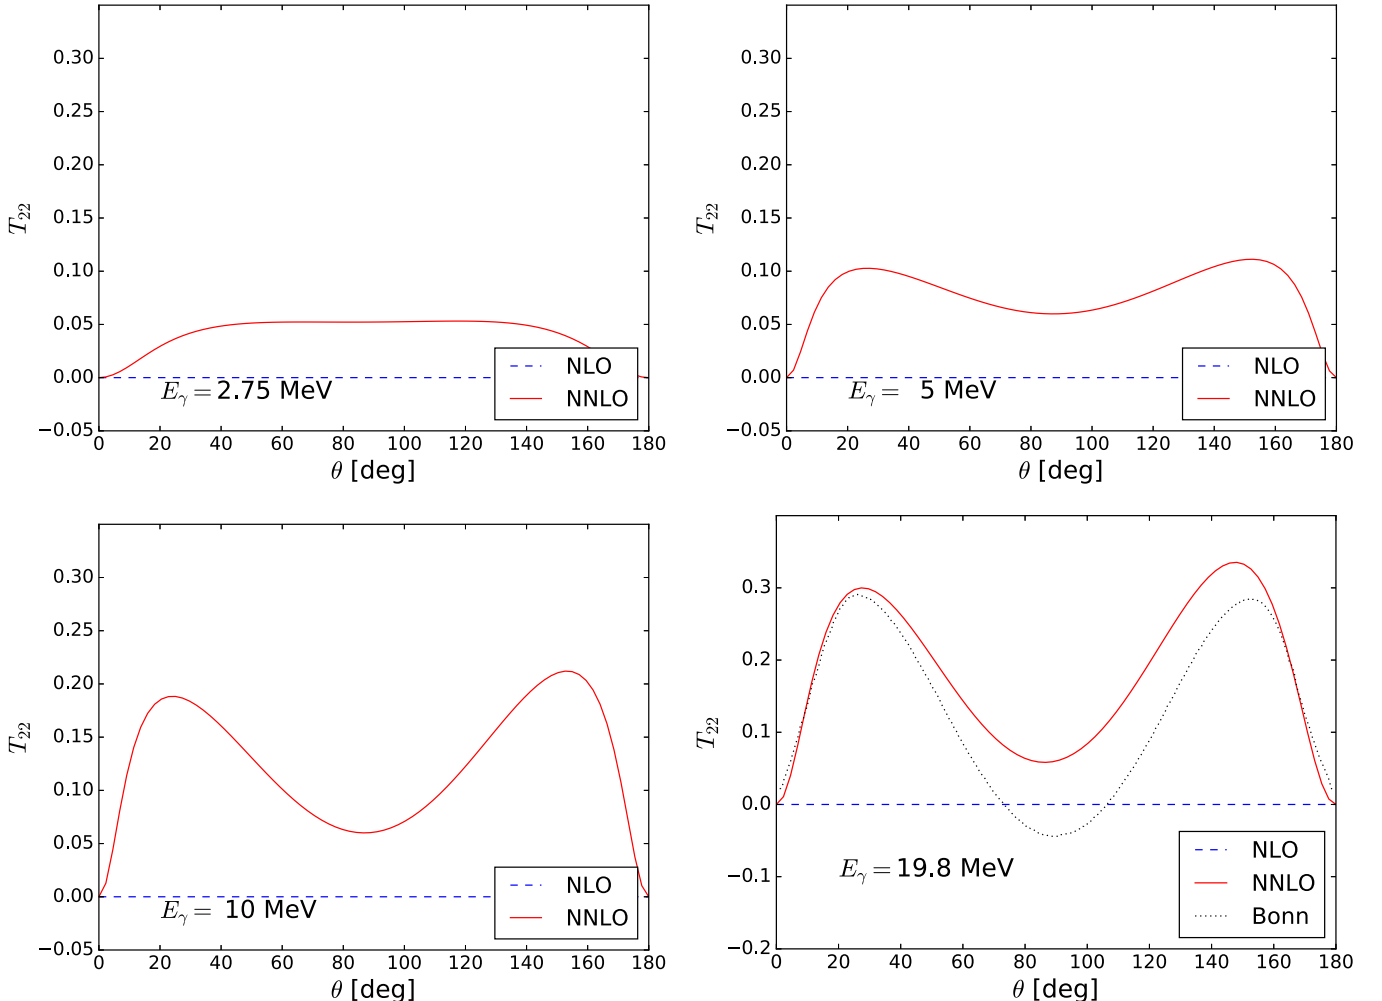 T22
0.30
0.25
0.20
0.15
0.10
0.05
0.00
−0.05
0 20 40 60 80 100 120 140 160 180
θ [deg]
Eγ = 2.75 MeV
NLO
NNLO
T22
0.30
0.25
0.20
0.15
0.10
0.05
0.00
−0.05
0 20 40 60 80 100 120 140 160 180
θ [deg]
Eγ = 5 MeV
NLO
NNLO
T22
0.30
0.25
0.20
0.15
0.10
0.05
0.00
−0.05
0 20 40 60 80 100 120 140 160 180
θ [deg]
Eγ = 10 MeV
NLO
NNLO
T22
0.3
0.2
0.1
0.0
−0.1
−0.2
0 20 40 60 80 100 120 140 160 180
θ [deg]
Eγ = 19.8 MeV
NLO
NNLO
Bonn